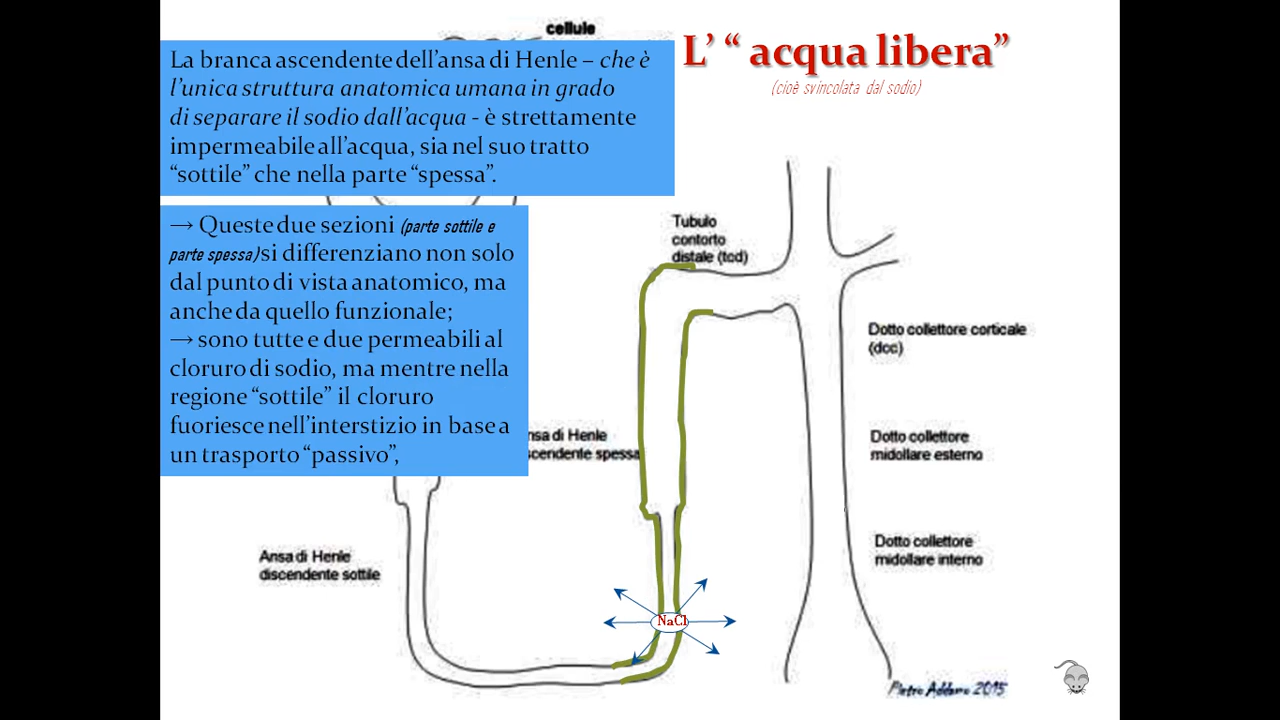 cellule
L’ “ acqua libera”
(cioè svincolata dal sodio)
La branca ascendente dell’ansa di Henle – che è
l’unica struttura anatomica umana in grado
di separare il sodio dall’acqua - è strettamente
impermeabile all’acqua, sia nel suo tratto
“sottile” che nella parte “spessa”.
→ Queste due sezioni (parte sottile e
parte spessa)si differenziano non solo
dal punto di vista anatomico, ma
anche da quello funzionale;
→ sono tutte e due permeabili al
cloruro di sodio, ma mentre nella
regione “sottile” il cloruro
fuoriesce nell’interstizio in base a
un trasporto “passivo”,
Tubulo
contorto
distale (tcd)
Dotto collettore corticale
(dcc)
di Henle
spessa
Dotto collettore
midollare esterno
Dotto collettore
midollare interno
Ansa di Henle
discendente sottile
NaCl
Pietro Addamo 2015